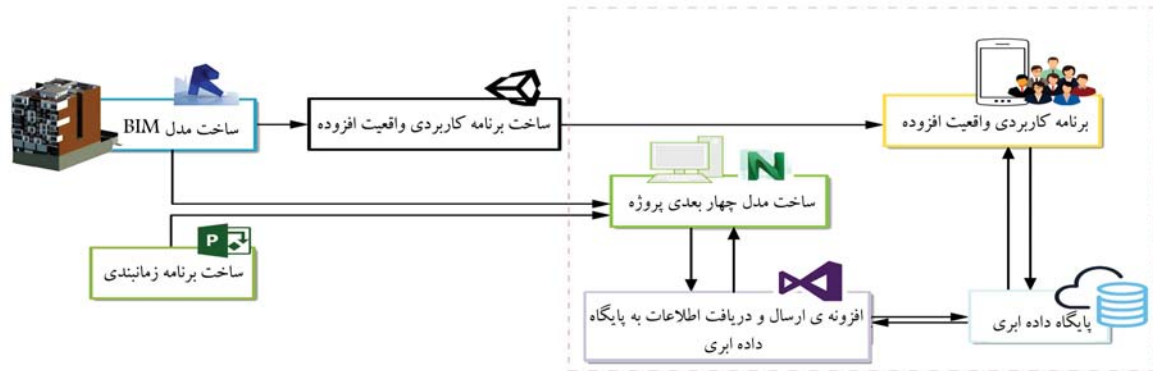 ساخت مدل BIM
ساخت برنامه کاربردی واقعیت افزوده
برنامه کاربردی واقعیت افزوده
ساخت مدل چهار بعدی پروژه
P
ساخت برنامه زمانبندی
افزونه ی ارسال و دریافت اطلاعات به پایگاه
داده ابری
پایگاه داده ابری